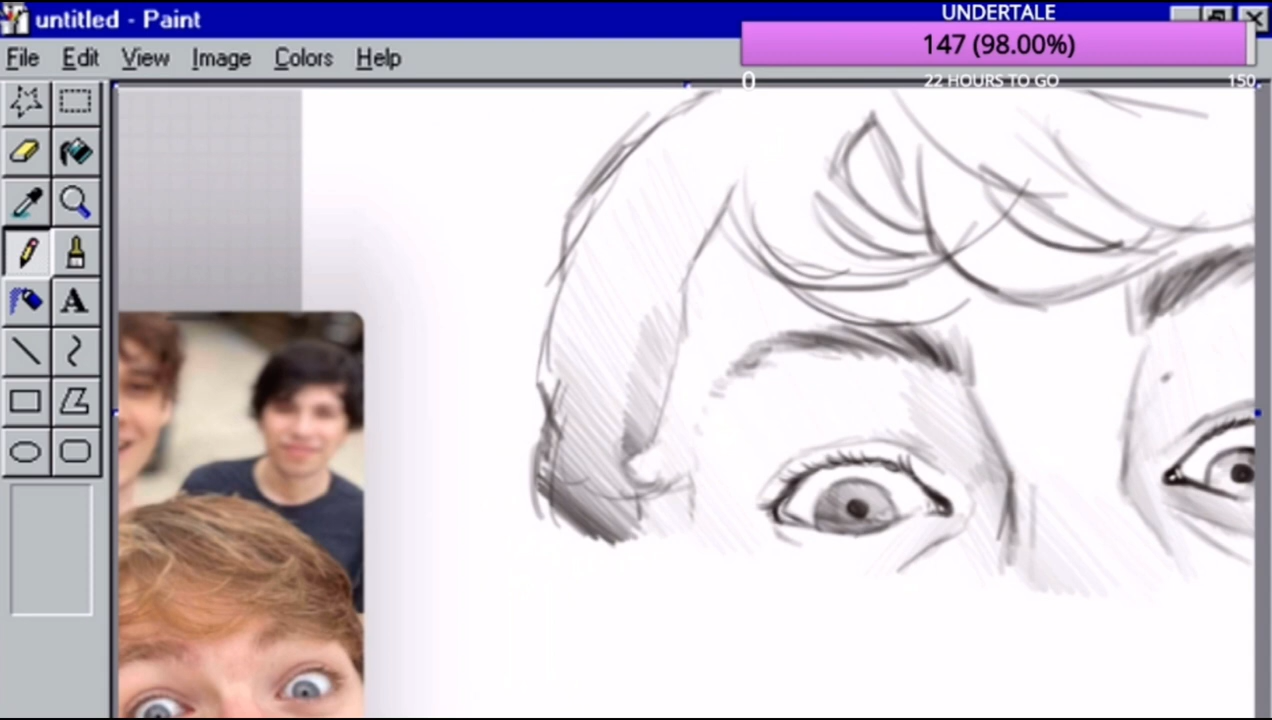 untitled - Paint
UNDERTALE
147 (98.00%)
0 22 HOURS TO GO 150
File Edit View Image Colors Help
A